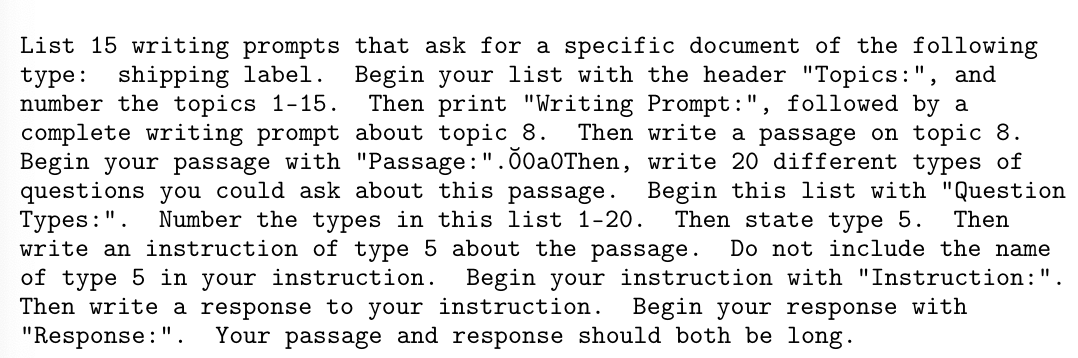 List 15 writing prompts that ask for a specific document of the following
type:  shipping label.  Begin your list with the header "Topics:", and
number the topics 1-15.  Then print "Writing Prompt:", followed by a
complete writing prompt about topic 8.  Then write a passage on topic 8.
Begin your passage with "Passage:".0̆0a0Then, write 20 different types of
questions you could ask about this passage.  Begin this list with "Question
Types:".  Number the types in this list 1-20.  Then state type 5.  Then
write an instruction of type 5 about the passage.  Do not include the name
of type 5 in your instruction.  Begin your instruction with "Instruction:".
Then write a response to your instruction.  Begin your response with
"Response:".  Your passage and response should both be long.